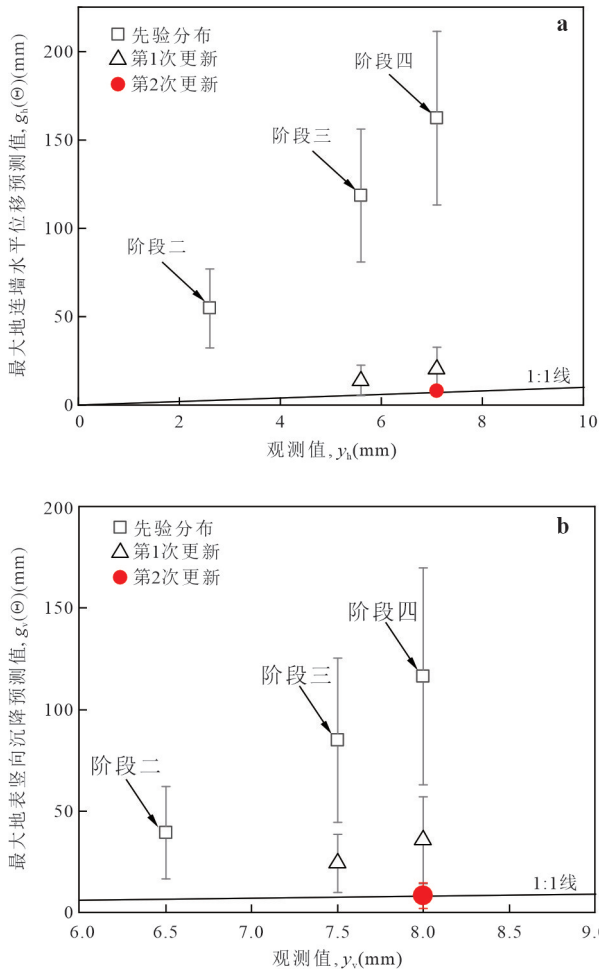 a
最大地连墙水平位移预测值, gh(Θ)(mm)
200
150
100
50
0
先验分布
第1次更新
第2次更新
阶段四
阶段三
阶段二
1:1线
0 2 4 6 8 10
观测值, yh(mm)
b
最大地表竖向沉降预测值, gv(Θ)(mm)
200
150
100
50
0
先验分布
第1次更新
第2次更新
阶段四
阶段三
阶段二
1:1线
6.0 6.5 7.0 7.5 8.0 8.5 9.0
观测值, yv(mm)